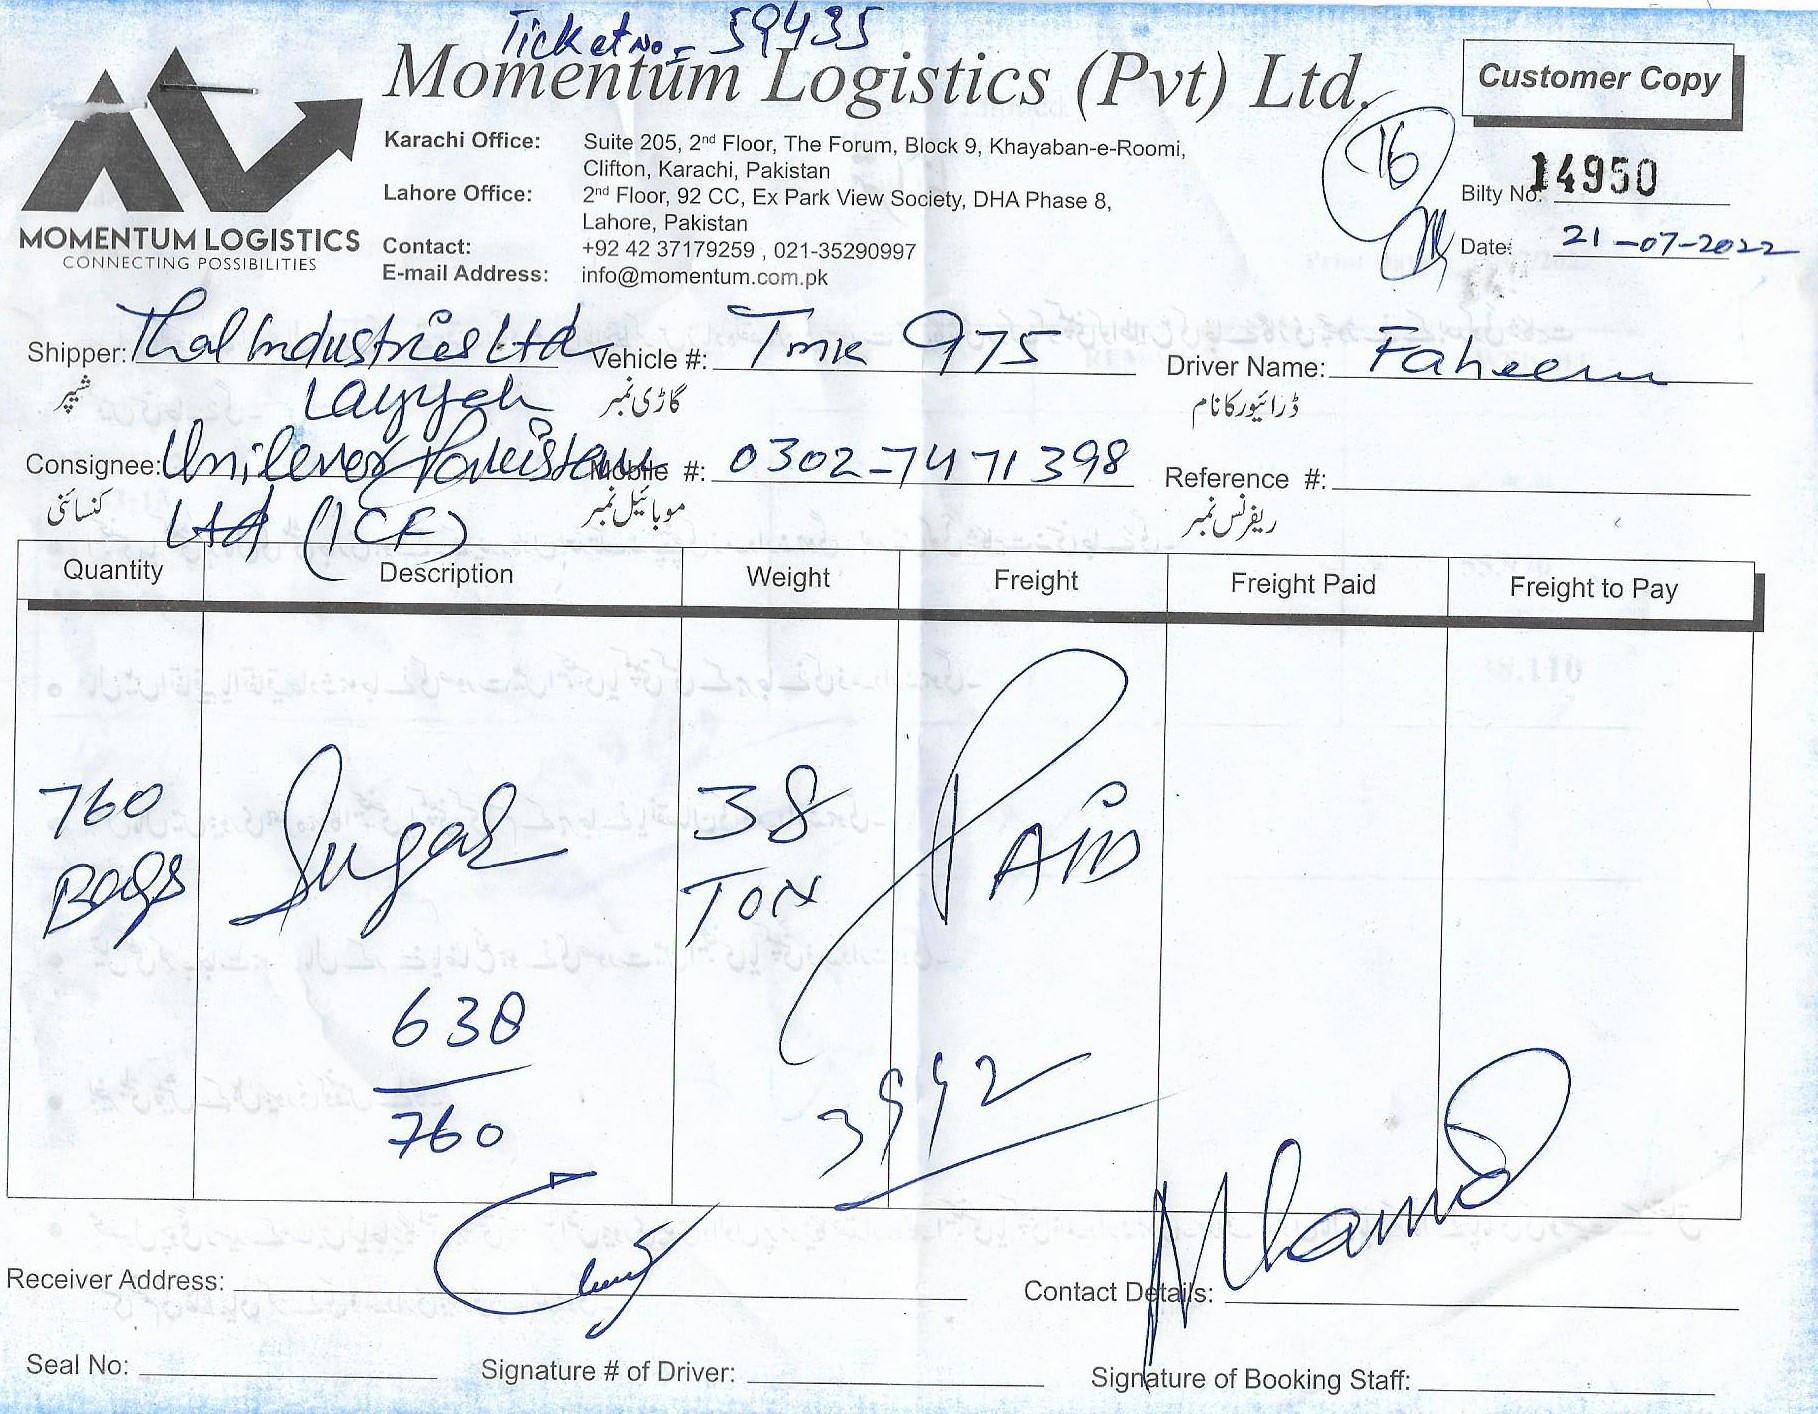 Ticket No - 59435
Momentum Logistics (Pvt) Ltd.
Customer Copy
MOMENTUM LOGISTICS
CONNECTING POSSIBILITIES
Karachi Office: Suite 205, 2nd Floor, The Forum, Block 9, Khayaban-e-Roomi,
Clifton, Karachi, Pakistan
Lahore Office: 2nd Floor, 92 CC, Ex Park View Society, DHA Phase 8,
Lahore, Pakistan
Contact: +92 42 37179259 , 021-35290997
E-mail Address: info@momentum.com.pk
16
Bilty No. 14950
Date: 21-07-2022
Shipper: Thal Industries Ltd Vehicle #: TMK 975 Driver Name: Faheem
شپر Layyah گاڑی نمبر ڈرائیور کا نام
Consignee: Unilever Pakistan Mobile #: 0302-7471398 Reference #:
کنسائنی Ltd (ICF) موبائیل نمبر ریفرنس نمبر
Quantity Description Weight Freight Freight Paid Freight to Pay
760 Bags Sugar 38 TON PAID
638
760
3992
Receiver Address: Contact Details:
Seal No: Signature # of Driver: Signature of Booking Staff: